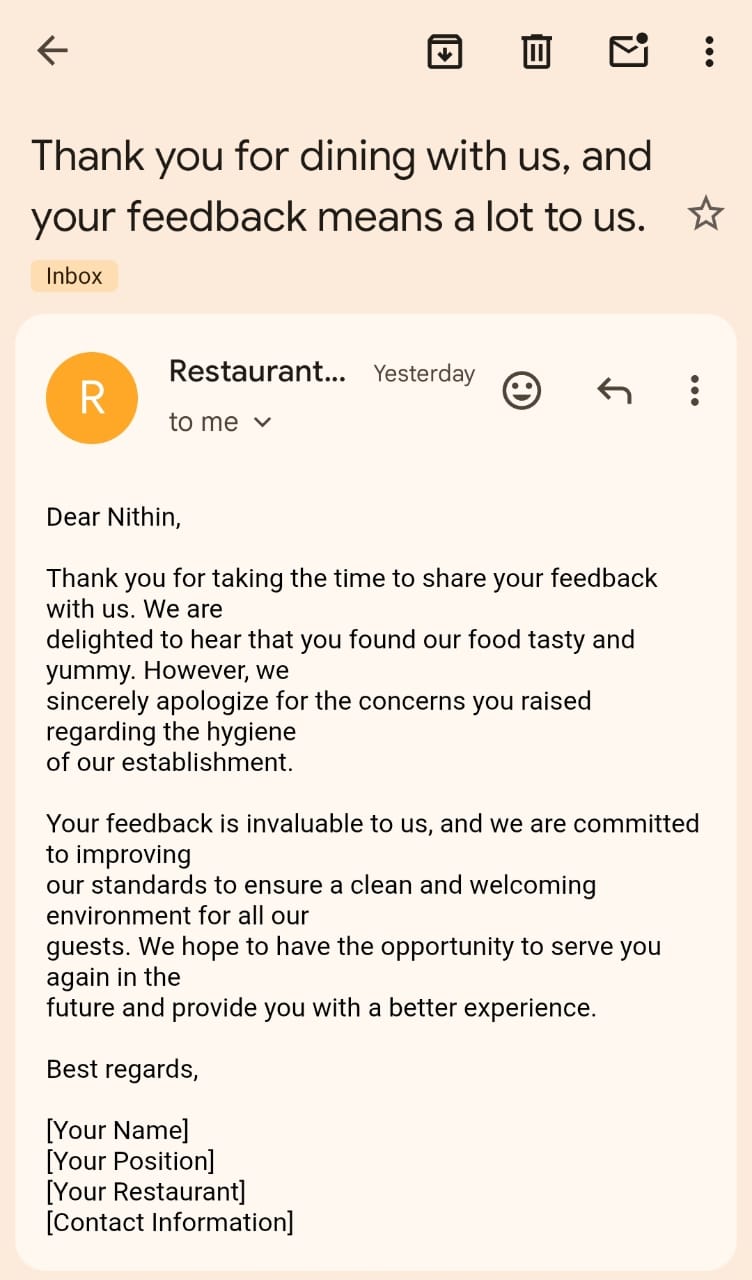 Thank you for dining with us, and
your feedback means a lot to us.
Inbox
R
Restaurant... Yesterday
to me
Dear Nithin,
Thank you for taking the time to share your feedback
with us. We are
delighted to hear that you found our food tasty and
yummy. However, we
sincerely apologize for the concerns you raised
regarding the hygiene
of our establishment.
Your feedback is invaluable to us, and we are committed
to improving
our standards to ensure a clean and welcoming
environment for all our
guests. We hope to have the opportunity to serve you
again in the
future and provide you with a better experience.
Best regards,
[Your Name]
[Your Position]
[Your Restaurant]
[Contact Information]